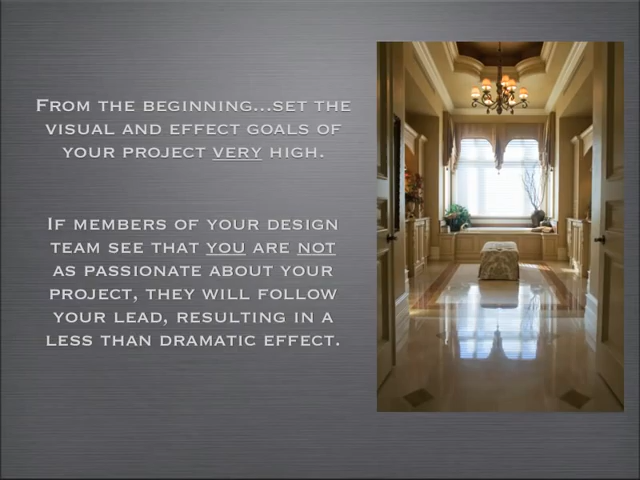 From the beginning...set the
visual and effect goals of
your project very high.
If members of your design
team see that you are not
as passionate about your
project, they will follow
your lead, resulting in a
less than dramatic effect.